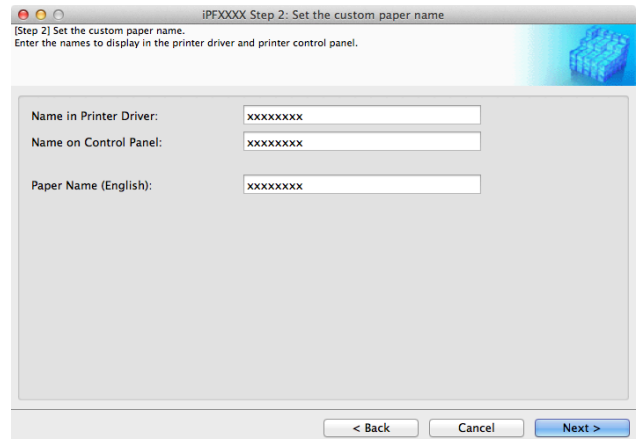 iPFXXXX Step 2: Set the custom paper name
[Step 2] Set the custom paper name.
Enter the names to display in the printer driver and printer control panel.
Name in Printer Driver: xxxxxxxx
Name on Control Panel: xxxxxxxx
Paper Name (English): xxxxxxxx
< Back Cancel Next >